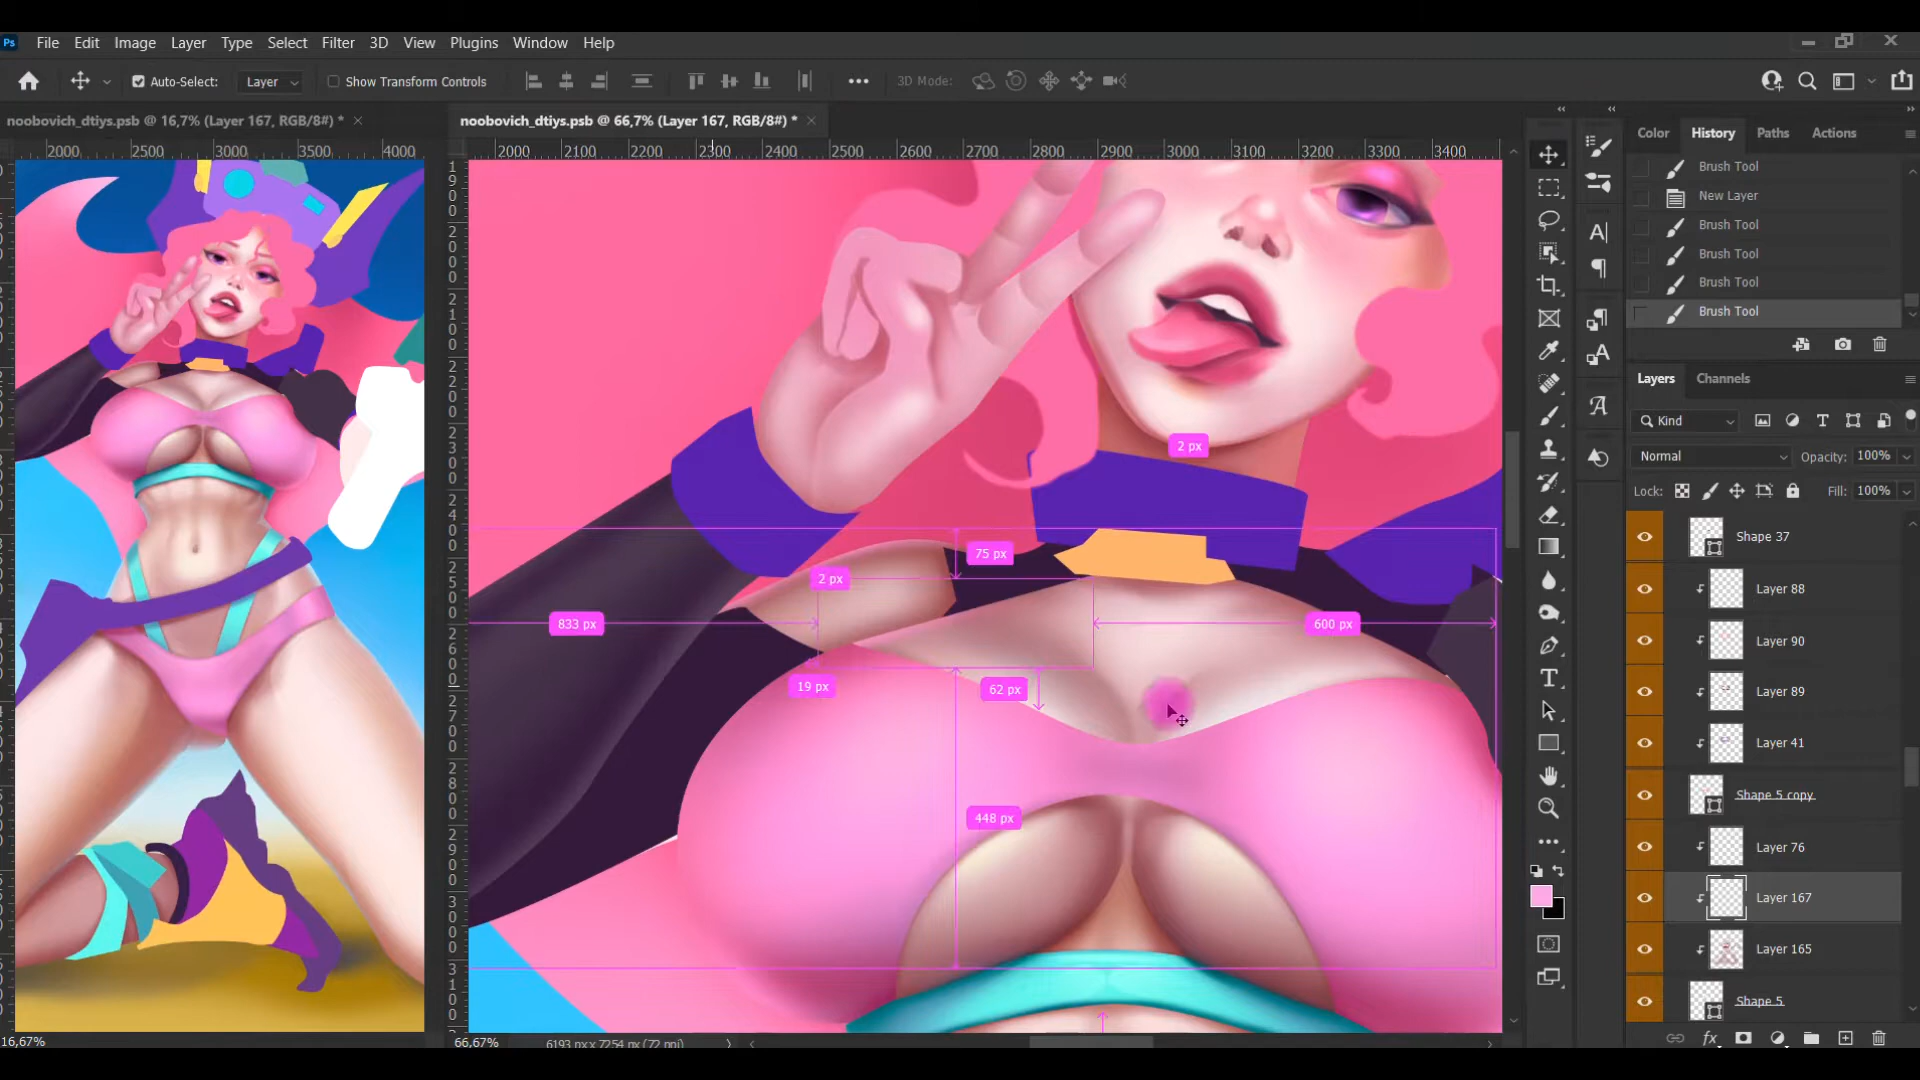 Ps File Edit Image Layer Type Select Filter 3D View Plugins Window Help
Auto-Select: Layer Show Transform Controls 3D Mode:
noobovich_dtiys.psb @ 16,7% (Layer 167, RGB/8#) *
noobovich_dtiys.psb @ 66,7% (Layer 167, RGB/8#) *
2000 2500 3000 3500 4000
2000 2100 2200 2300 2400 2500 2600 2700 2800 2900 3000 3100 3200 3300 3400
Color History Paths Actions
Brush Tool
New Layer
Brush Tool
Brush Tool
Brush Tool
Brush Tool
Layers Channels
Kind
Normal Opacity: 100%
Lock: Fill: 100%
Shape 37
Layer 88
Layer 90
Layer 89
Layer 41
Shape 5 copy
Layer 76
Layer 167
Layer 165
Shape 5
2 px
75 px
2 px
833 px
600 px
19 px
62 px
448 px
16,67%
66,67% 6193 px x 7254 px (72 ppi)